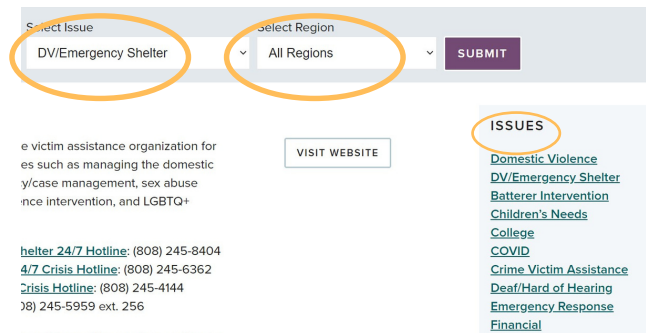 Select Issue
Select Region
DV/Emergency Shelter
All Regions
SUBMIT
e victim assistance organization for
es such as managing the domestic
y/case management, sex abuse
ence intervention, and LGBTQ+
VISIT WEBSITE
helter 24/7 Hotline: (808) 245-8404
4/7 Crisis Hotline: (808) 245-6362
Crisis Hotline: (808) 245-4144
08) 245-5959 ext. 256
ISSUES
Domestic Violence
DV/Emergency Shelter
Batterer Intervention
Children's Needs
College
COVID
Crime Victim Assistance
Deaf/Hard of Hearing
Emergency Response
Financial